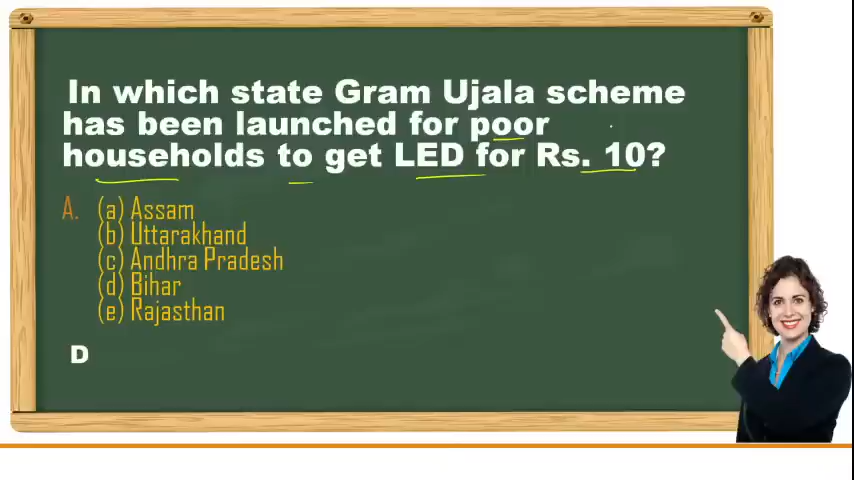 In which state Gram Ujala scheme
has been launched for poor
households to get LED for Rs. 10?
A. (a) Assam
(b) Uttarakhand
(c) Andhra Pradesh
(d) Bihar
(e) Rajasthan
D